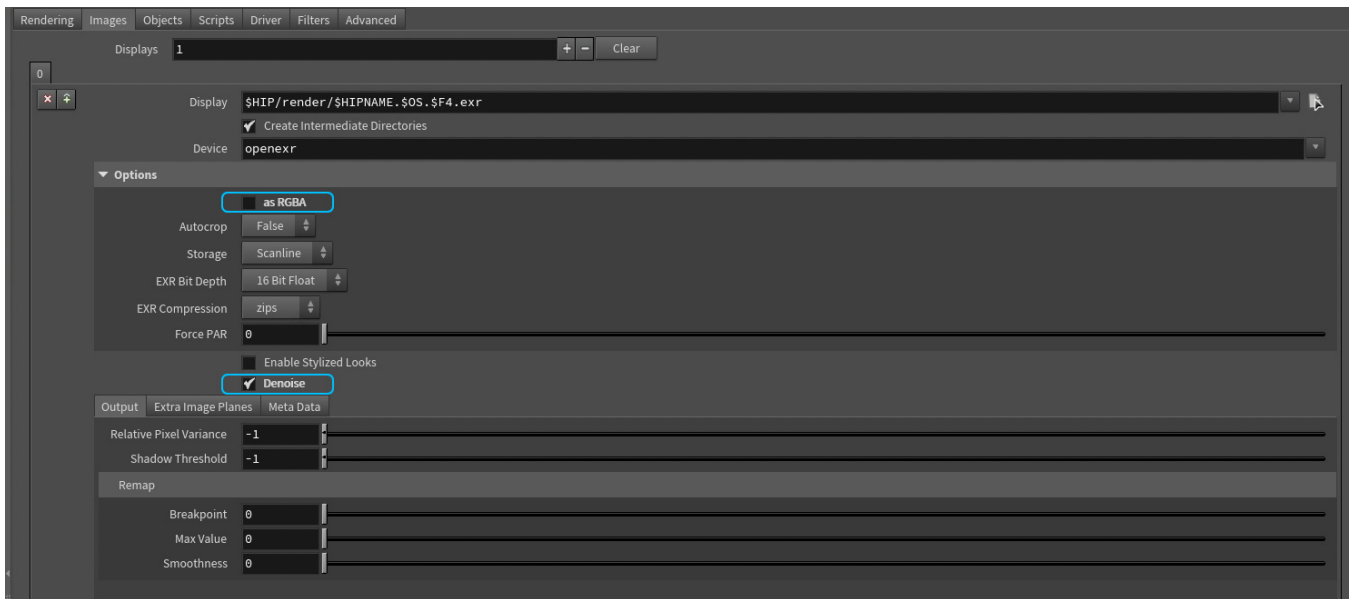 Rendering Images Objects Scripts Driver Filters Advanced
Displays 1 + - Clear
0
Display $HIP/render/$HIPNAME.$OS.$F4.exr
Create Intermediate Directories
Device openexr
Options
as RGBA
Autocrop False
Storage Scanline
EXR Bit Depth 16 Bit Float
EXR Compression zips
Force PAR 0
Enable Stylized Looks
Denoise
Output Extra Image Planes Meta Data
Relative Pixel Variance -1
Shadow Threshold -1
Remap
Breakpoint 0
Max Value 0
Smoothness 0